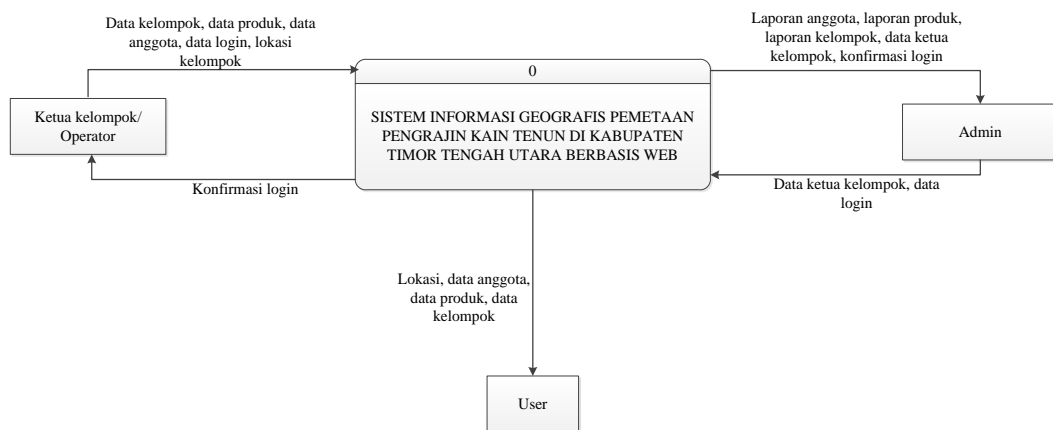 Data kelompok, data produk, data
anggota, data login, lokasi
kelompok
Laporan anggota, laporan produk,
laporan kelompok, data ketua
kelompok, konfirmasi login
0
SISTEM INFORMASI GEOGRAFIS PEMETAAN
PENGRAJIN KAIN TENUN DI KABUPATEN
TIMOR TENGAH UTARA BERBASIS WEB
Ketua kelompok/
Operator
Admin
Konfirmasi login
Data ketua kelompok, data
login
Lokasi, data anggota,
data produk, data
kelompok
User